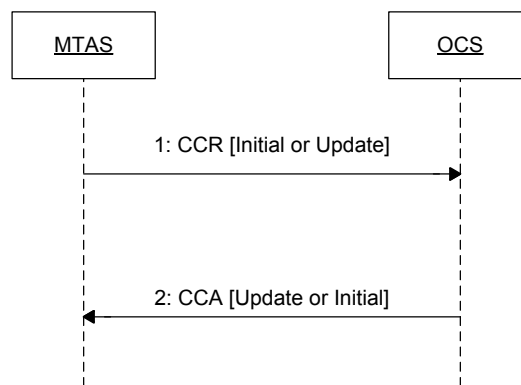 MTAS
OCS
1: CCR [Initial or Update]
2: CCA [Update or Initial]